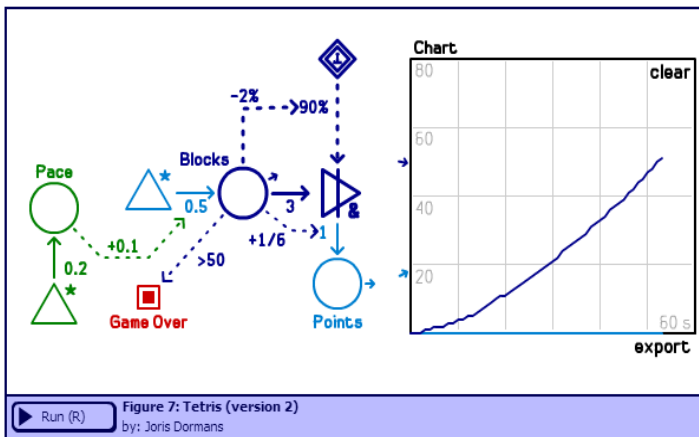 Chart
80
clear
-2%
90%
60
Blocks
Pace
*
0.5
3
&
40
+0.1
+1/6
1
0.2
>50
20
*
Game Over
Points
60 s
export
Run (R)
Figure 7: Tetris (version 2)
by: Joris Dormans